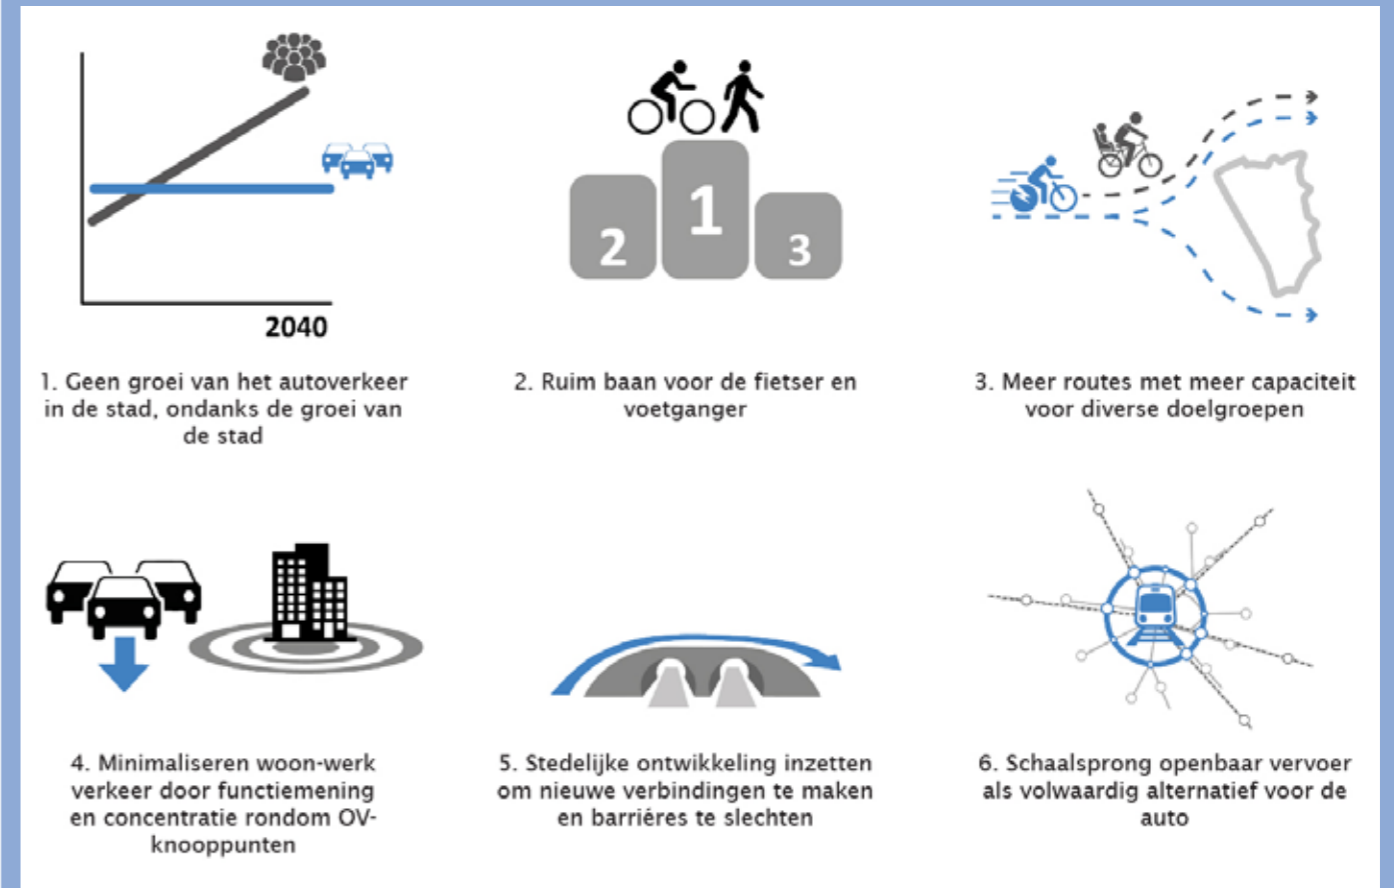 2040
1. Geen groei van het autoverkeer
in de stad, ondanks de groei van
de stad
2 1 3
2. Ruim baan voor de fietser en
voetganger
3. Meer routes met meer capaciteit
voor diverse doelgroepen
4. Minimaliseren woon-werk
verkeer door functiemening
en concentratie rondom OV-
knooppunten
5. Stedelijke ontwikkeling inzetten
om nieuwe verbindingen te maken
en barriéres te slechten
6. Schaalsprong openbaar vervoer
als volwaardig alternatief voor de
auto